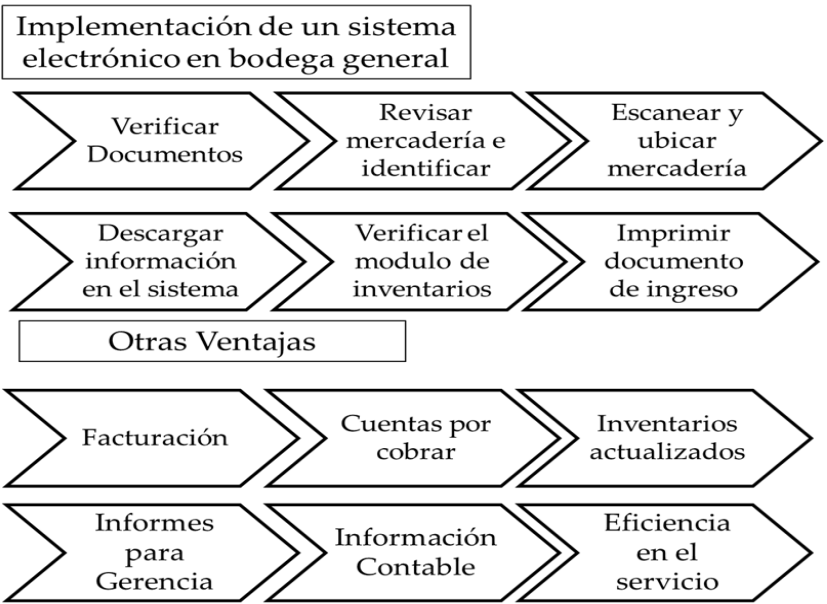 Implementación de un sistema
electrónico en bodega general
Verificar
Documentos
Revisar
mercadería e
identificar
Escanear y
ubicar
mercadería
Descargar
información
en el sistema
Verificar el
modulo de
inventarios
Imprimir
documento
de ingreso
Otras Ventajas
Facturación
Cuentas por
cobrar
Inventarios
actualizados
Informes
para
Gerencia
Información
Contable
Eficiencia
en el
servicio